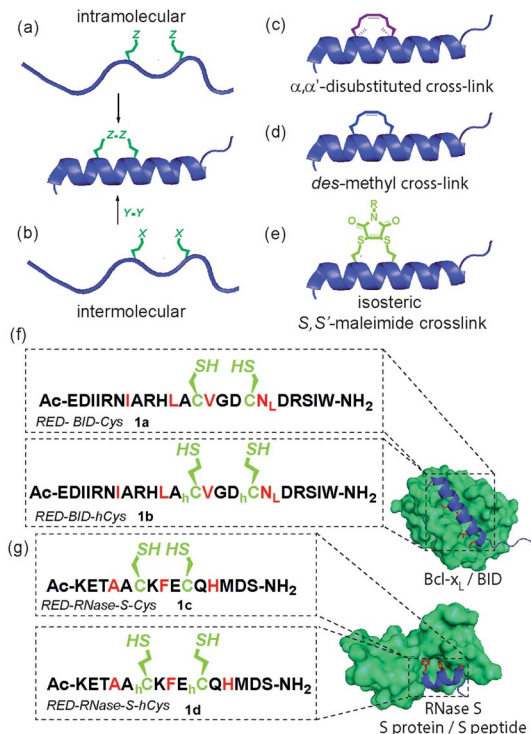 (a)
intramolecular
Z Z
Z-Z
Y-Y
(b)
X X
intermolecular
(c)
α,α'-disubstituted cross-link
(d)
des-methyl cross-link
(e)
R
O N O
S S
isosteric
S,S'-maleimide crosslink
(f)
SH HS
Ac-EDIIRNIARHLACVGDCNLDRSIW-NH2
RED- BID-Cys 1a
HS SH
Ac-EDIIRNIARHLAhCVGDhCNLDRSIW-NH2
RED-BID-hCys 1b
Bcl-xL / BID
(g)
SH HS
Ac-KETAACKFECQHMDS-NH2
RED-RNase-S-Cys 1c
HS SH
Ac-KETAAhCKFEhCQHMDS-NH2
RED-RNase-S-hCys 1d
RNase S
S protein / S peptide